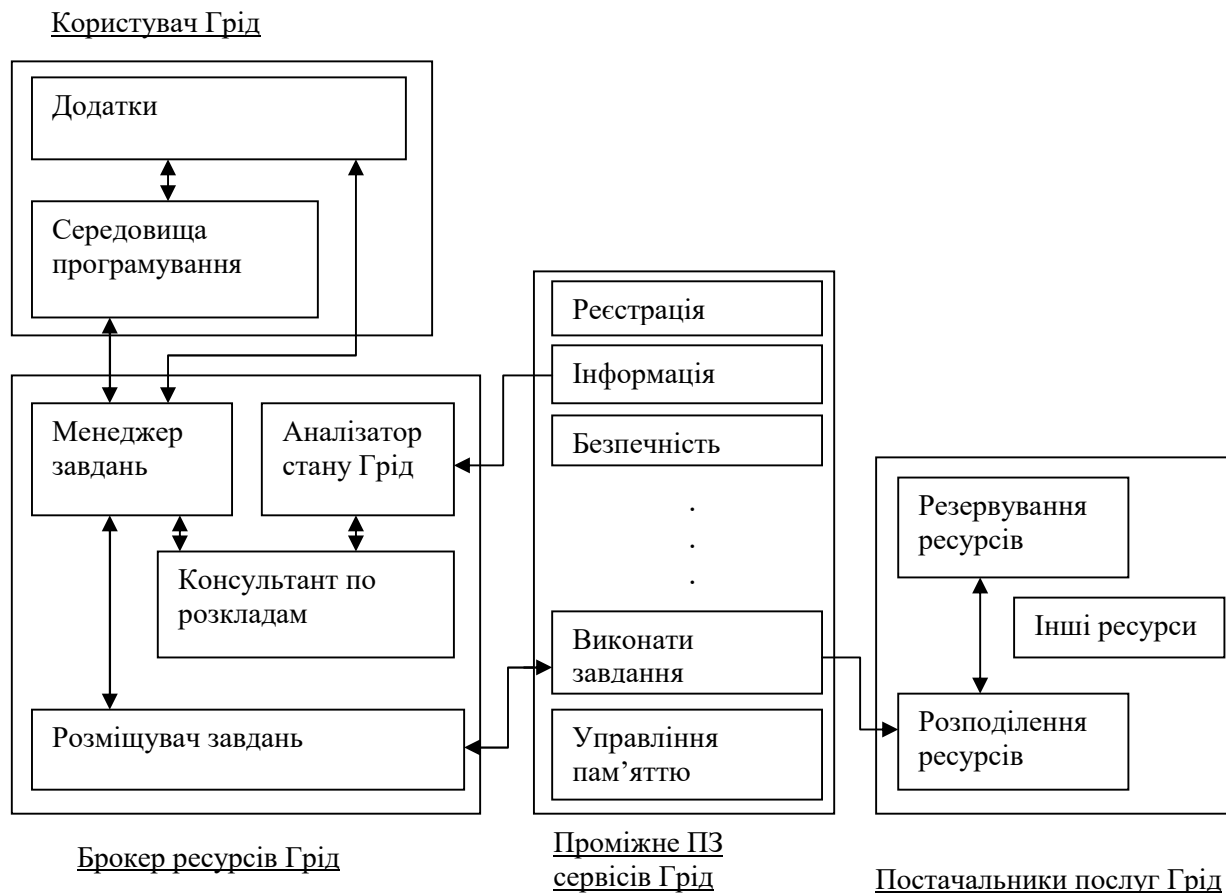 Користувач Грід
Додатки
Середовища
програмування
Менеджер
завдань
Аналізатор
стану Грід
Консультант по
розкладам
Розміщувач завдань
Брокер ресурсів Грід
Реєстрація
Інформація
Безпечність
.
.
.
Виконати
завдання
Управління
пам’яттю
Проміжне ПЗ
сервісів Грід
Резервування
ресурсів
Інші ресурси
Розподілення
ресурсів
Постачальники послуг Грід